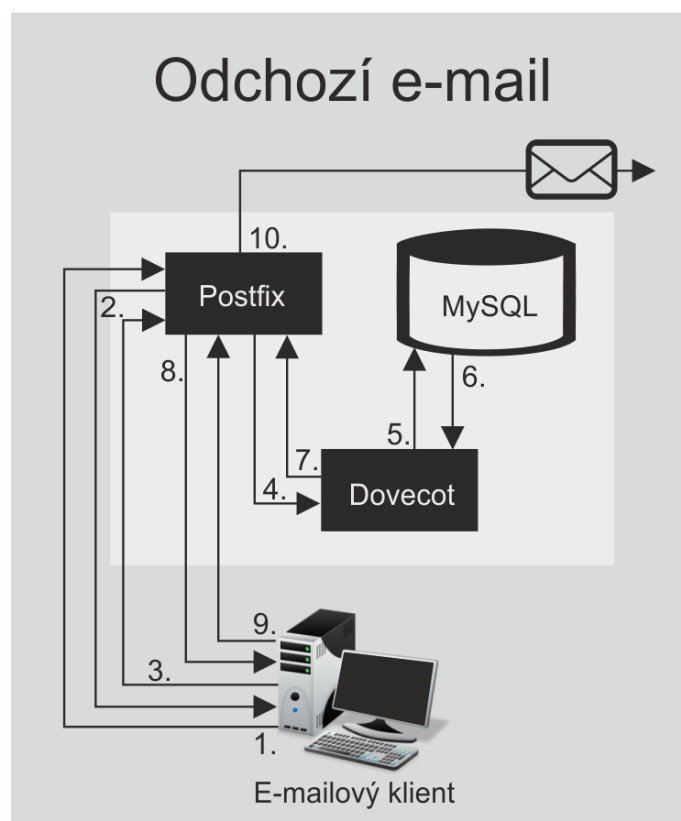 Odchozí e-mail
10.
Postfix
MySQL
2.
8.
6.
5.
7.
4.
Dovecot
9.
3.
1.
E-mailový klient